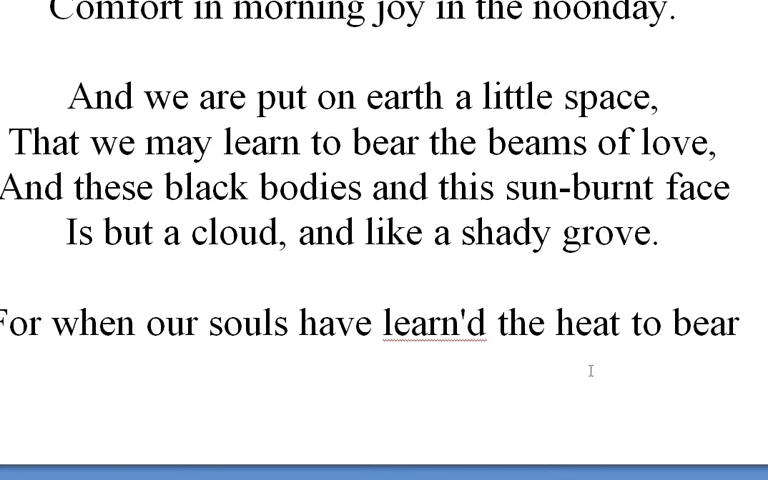 Comfort in morning joy in the noonday.
And we are put on earth a little space,
That we may learn to bear the beams of love,
And these black bodies and this sun-burnt face
Is but a cloud, and like a shady grove.
For when our souls have learn'd the heat to bear